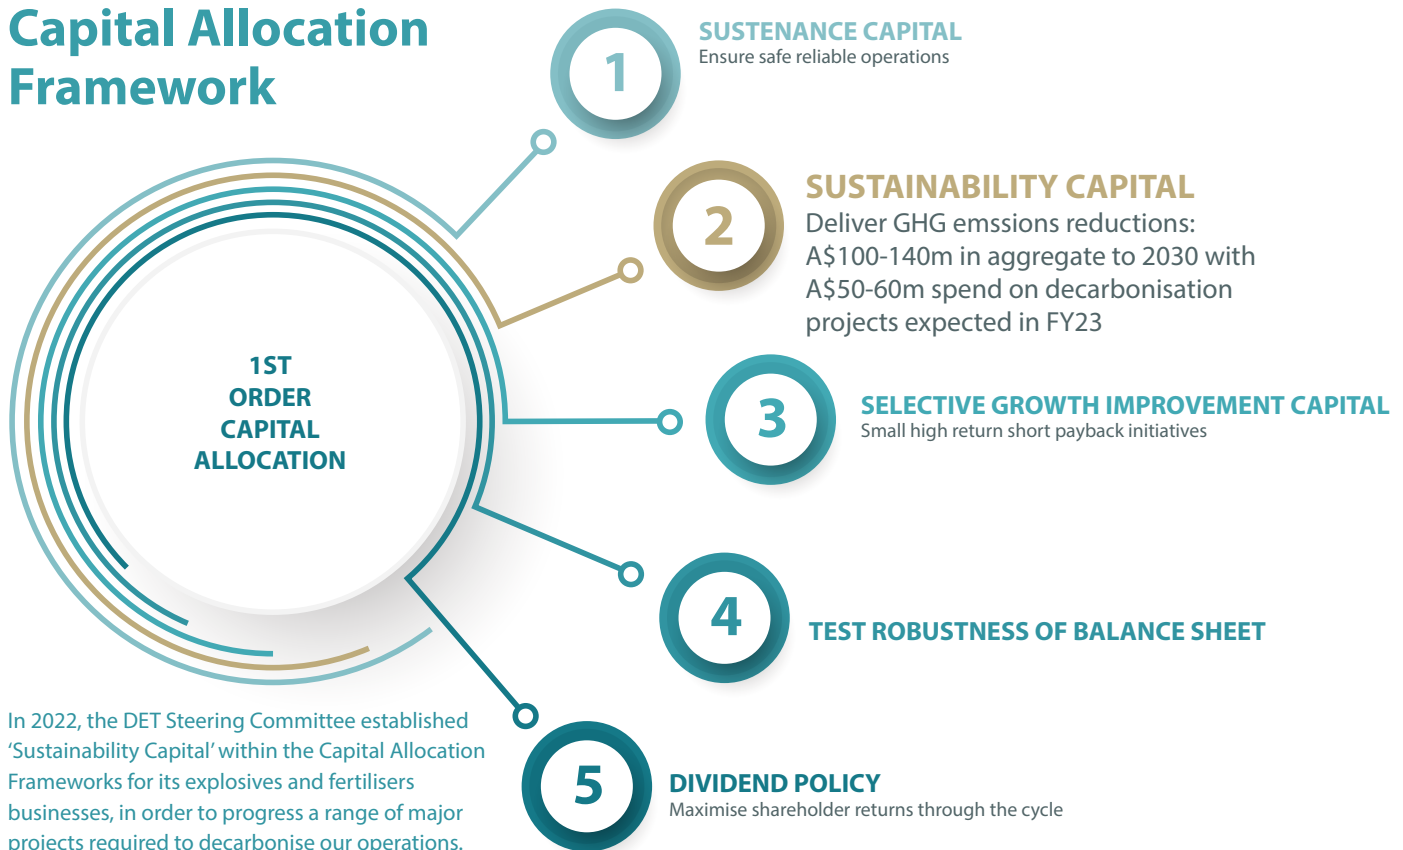 Capital Allocation
Framework
1
SUSTENANCE CAPITAL
Ensure safe reliable operations
2
SUSTAINABILITY CAPITAL
Deliver GHG emssions reductions:
A$100-140m in aggregate to 2030 with
A$50-60m spend on decarbonisation
projects expected in FY23
1ST
ORDER
CAPITAL
ALLOCATION
3
SELECTIVE GROWTH IMPROVEMENT CAPITAL
Small high return short payback initiatives
4
TEST ROBUSTNESS OF BALANCE SHEET
5
DIVIDEND POLICY
Maximise shareholder returns through the cycle
In 2022, the DET Steering Committee established
‘Sustainability Capital’ within the Capital Allocation
Frameworks for its explosives and fertilisers
businesses, in order to progress a range of major
projects required to decarbonise our operations.